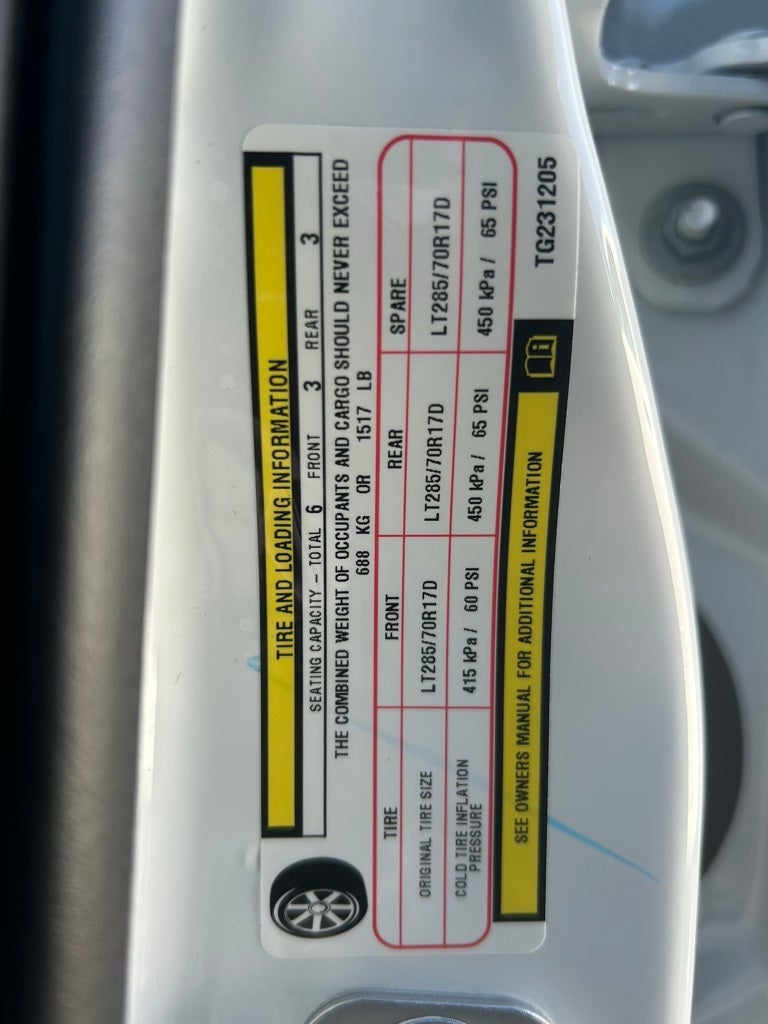 TIRE AND LOADING INFORMATION
SEATING CAPACITY – TOTAL 6 FRONT 3 REAR 3
THE COMBINED WEIGHT OF OCCUPANTS AND CARGO SHOULD NEVER EXCEED
688 KG OR 1517 LB
TIRE FRONT REAR SPARE
ORIGINAL TIRE SIZE LT285/70R17D LT285/70R17D LT285/70R17D
COLD TIRE INFLATION
PRESSURE 415 kPa / 60 PSI 450 kPa / 65 PSI 450 kPa / 65 PSI
SEE OWNERS MANUAL FOR ADDITIONAL INFORMATION
TG231205